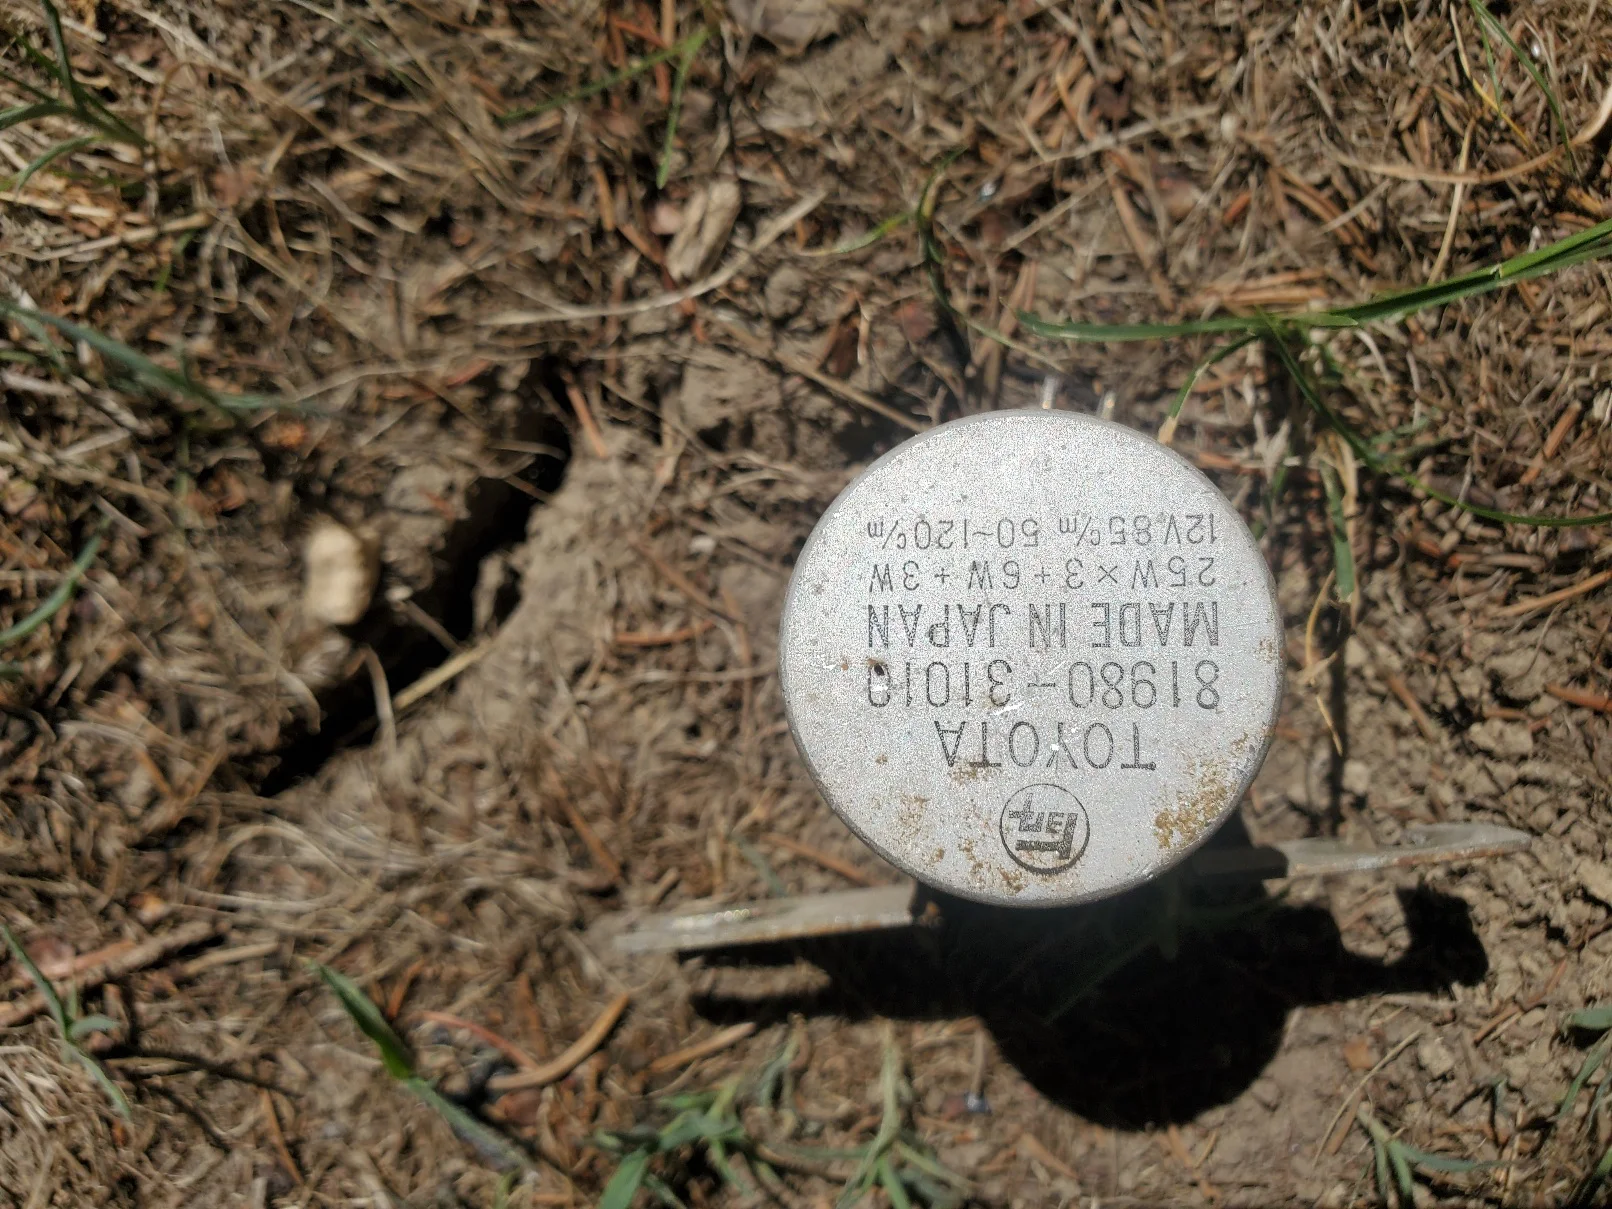 TOYOTA
81980-31010
MADE IN JAPAN
25W×3+6W+3W
12V 85c/m 50~120c/m